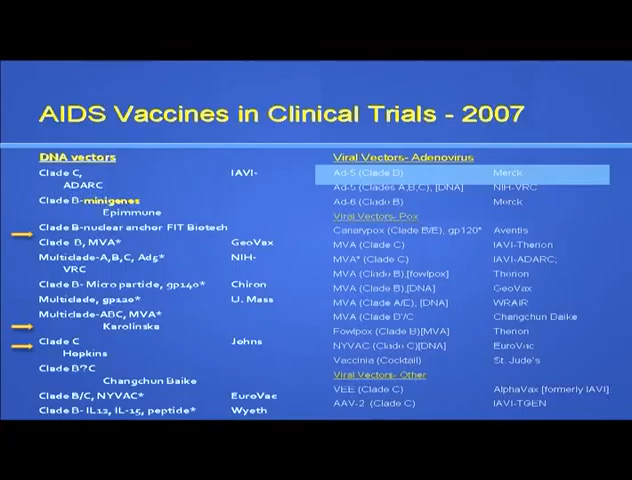 AIDS Vaccines in Clinical Trials - 2007
DNA vectors
Clade C, IAVI-
ADARC
Clade B-minigenes
Epimmune
Clade B-nuclear anchor FIT Biotech
Clade B, MVA* GeoVax
Multiclade-A,B,C, Ad5* NIH-
VRC
Clade B- Micro particle, gp140* Chiron
Multiclade, gp120* U. Mass
Multiclade-ABC, MVA*
Karolinska
Clade C Johns
Hopkins
Clade B?C
Changchun Baike
Clade B/C, NYVAC* EuroVac
Clade B- IL12, IL-15, peptide* Wyeth
Viral Vectors- Adenovirus
Ad-5 (Clade B) Merck
Ad-5 (Clades A,B,C), [DNA] NIH-VRC
Ad-6 (Clade B) Merck
Viral Vectors- Pox
Canarypox (Clade B/E), gp120* Aventis
MVA (Clade C) IAVI-Therion
MVA* (Clade C) IAVI-ADARC;
MVA (Clade B),[fowlpox] Therion
MVA (Clade B),[DNA] GeoVax
MVA (Clade A/E), [DNA] WRAIR
MVA (Clade B'/C Changchun Baike
Fowlpox (Clade B)[MVA] Therion
NYVAC (Clade C)[DNA] EuroVac
Vaccinia (Cocktail) St. Jude's
Viral Vectors- Other
VEE (Clade C) AlphaVax [formerly IAVI]
AAV-2 (Clade C) IAVI-TGEN